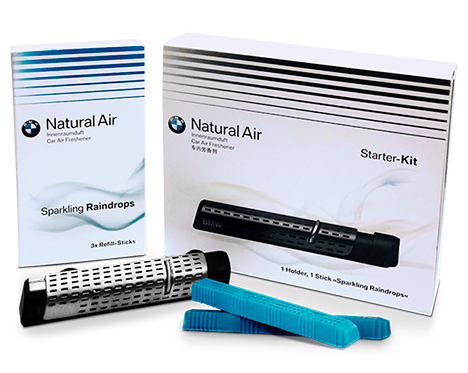 Natural Air
Innenraumduft
Car Air Freshener
Sparkling Raindrops
3x Refill-Sticks
Natural Air
Innenraumduft
Car Air Freshener
车内芳香剂
Starter-Kit
BMW
1 Holder, 1 Stick »Sparkling Raindrops«